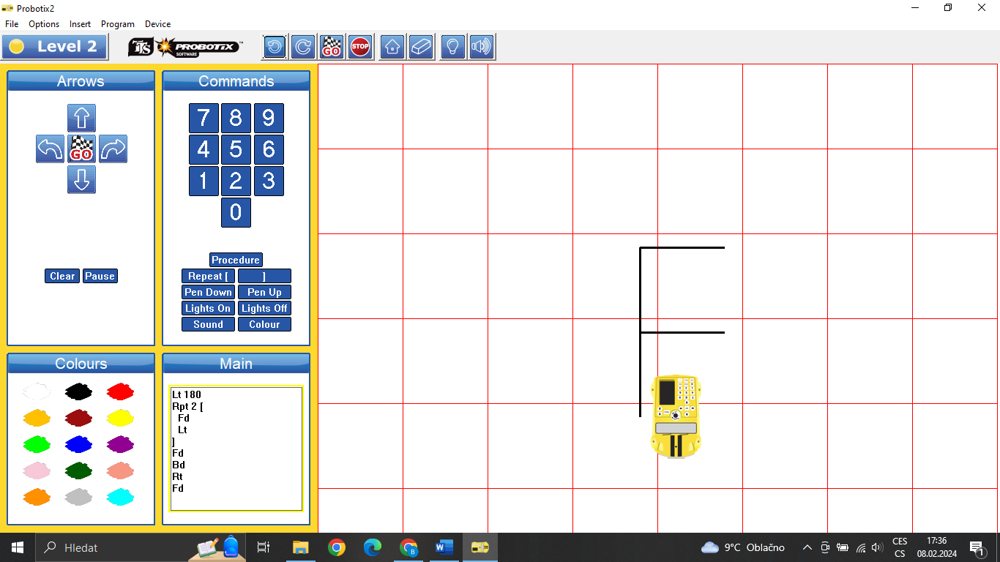 Probotix2
File Options Insert Program Device
Level 2
TTS PROBOTIX™
SOFTWARE
GO STOP
Arrows
GO
Clear Pause
Commands
7 8 9
4 5 6
1 2 3
0
Procedure
Repeat [ ]
Pen Down Pen Up
Lights On Lights Off
Sound Colour
Colours
Main
Lt 180
Rpt 2 [
Fd
Lt
]
Fd
Bd
Rt
Fd
Hledat
9°C Oblačno
CES
CS
17:36
08.02.2024
1